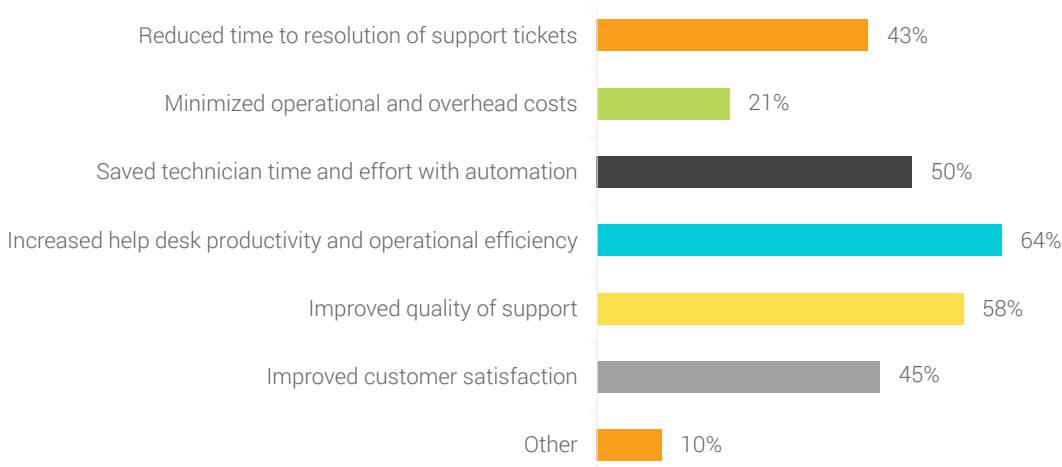 Reduced time to resolution of support tickets 43%
Minimized operational and overhead costs 21%
Saved technician time and effort with automation 50%
Increased help desk productivity and operational efficiency 64%
Improved quality of support 58%
Improved customer satisfaction 45%
Other 10%